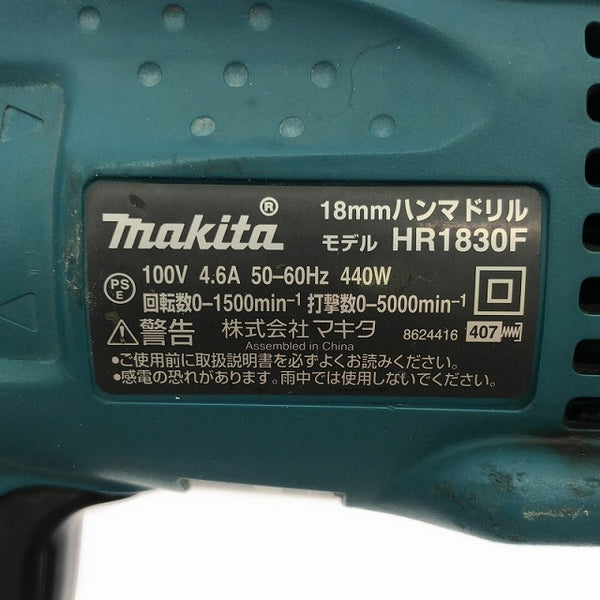 makita®
18mmハンマドリル
モデル HR1830F
PSE 100V 4.6A 50-60Hz 440W
回転数0-1500min⁻¹ 打撃数0-5000min⁻¹
警告 株式会社マキタ 8624416 407
Assembled in China
•ご使用前に取扱説明書を必ずよくお読みください。
•感電の恐れがあります。雨中では使用しないでください。